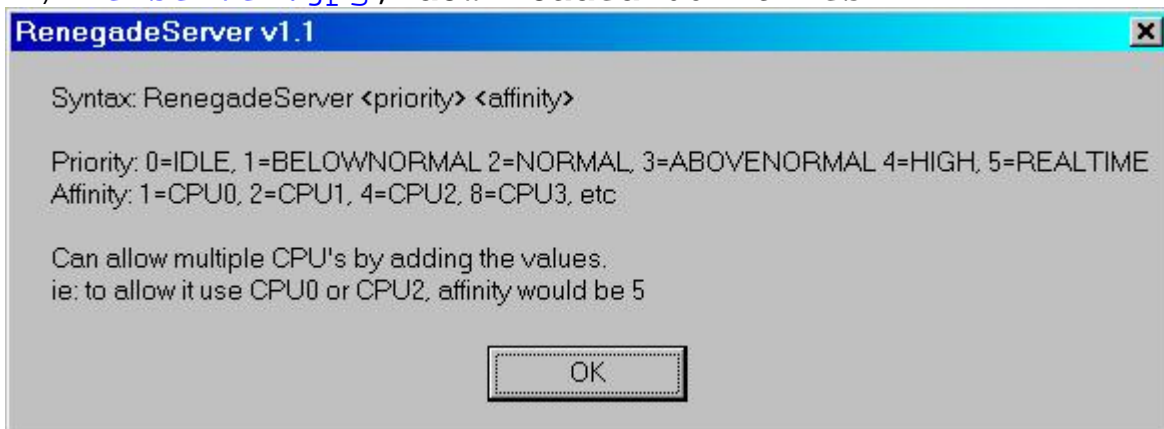 RenegadeServer v1.1
Syntax: RenegadeServer <priority> <affinity>
Priority: 0=IDLE, 1=BELOWNORMAL 2=NORMAL, 3=ABOVENORMAL 4=HIGH, 5=REALTIME
Affinity: 1=CPU0, 2=CPU1, 4=CPU2, 8=CPU3, etc
Can allow multiple CPU's by adding the values.
ie: to allow it use CPU0 or CPU2, affinity would be 5
OK